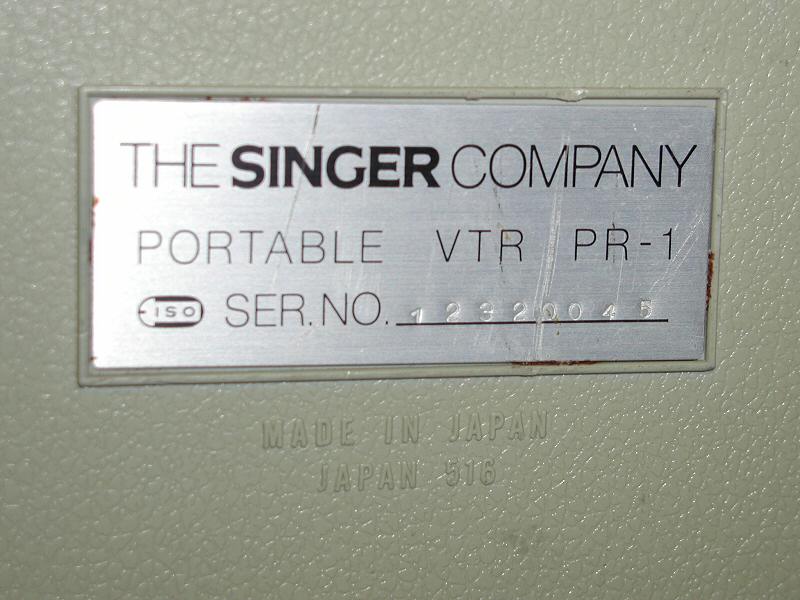 THE SINGER COMPANY
PORTABLE VTR PR-1
ISO SER. NO. 12320045
MADE IN JAPAN
JAPAN 516